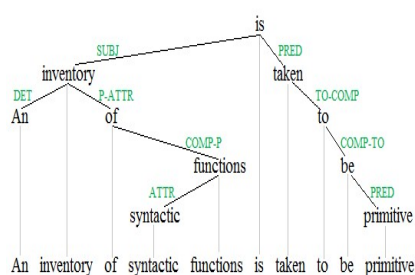 is
SUBJ PRED
inventory taken
DET P-ATTR TO-COMP
An of to
COMP-P COMP-TO
functions be
ATTR PRED
syntactic primitive
An inventory of syntactic functions is taken to be primitive